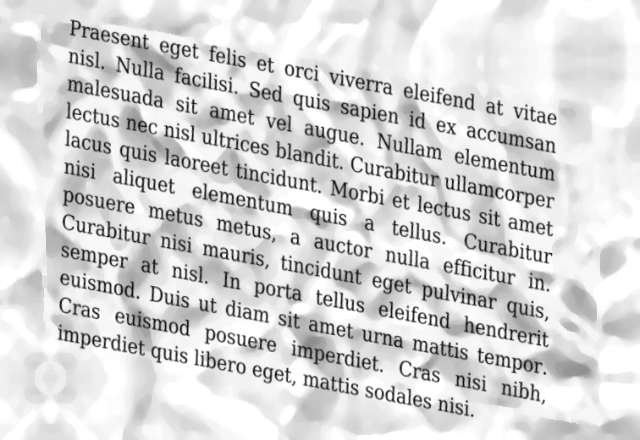 Praesent eget felis et orci viverra eleifend at vitae
nisl. Nulla facilisi. Sed quis sapien id ex accumsan
malesuada sit amet vel augue. Nullam elementum
lectus nec nisl ultrices blandit. Curabitur ullamcorper
lacus quis laoreet tincidunt. Morbi et lectus sit amet
nisi aliquet elementum quis a tellus. Curabitur
posuere metus metus, a auctor nulla efficitur in.
Curabitur nisi mauris, tincidunt eget pulvinar quis,
semper at nisl. In porta tellus eleifend hendrerit
euismod. Duis ut diam sit amet urna mattis tempor.
Cras euismod posuere imperdiet. Cras nisi nibh,
imperdiet quis libero eget, mattis sodales nisi.